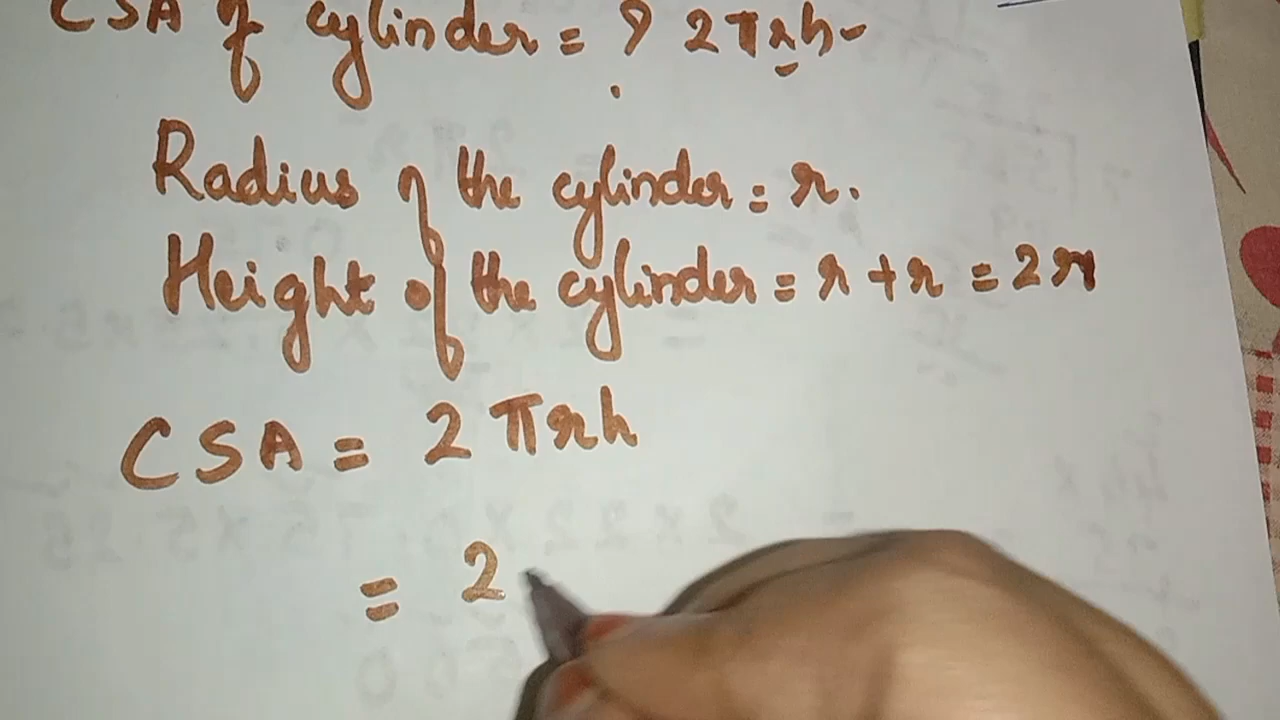 CSA of cylinder = ? 2πrh-
Radius of the cylinder = r.
Height of the cylinder = r + r = 2r
CSA = 2πrh
= 2